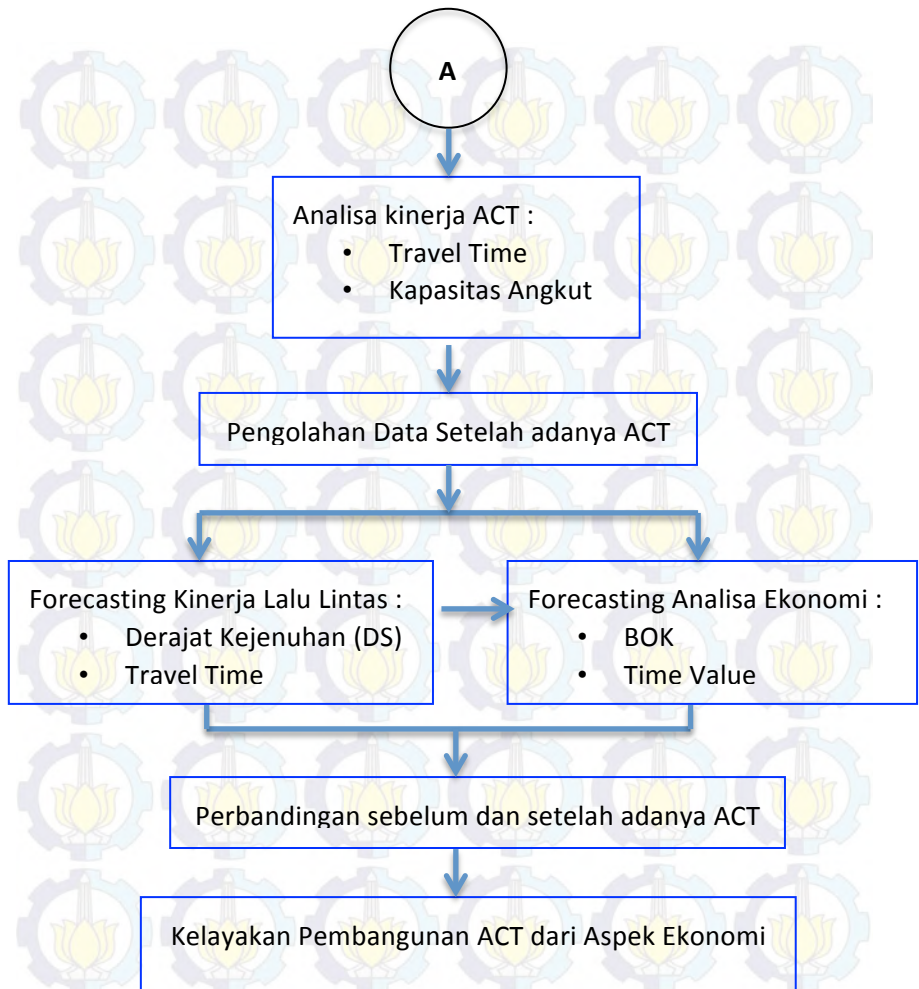 A
Analisa kinerja ACT :
• Travel Time
• Kapasitas Angkut
Pengolahan Data Setelah adanya ACT
Forecasting Kinerja Lalu Lintas :
• Derajat Kejenuhan (DS)
• Travel Time
Forecasting Analisa Ekonomi :
• BOK
• Time Value
Perbandingan sebelum dan setelah adanya ACT
Kelayakan Pembangunan ACT dari Aspek Ekonomi